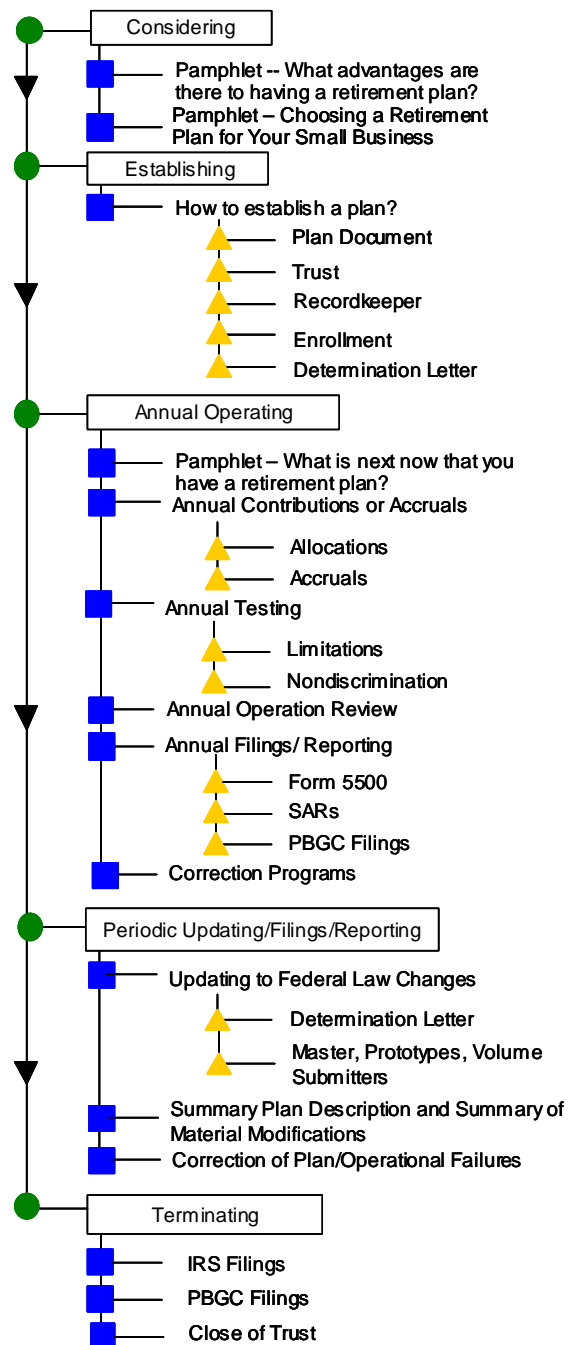 Considering
Pamphlet -- What advantages are
there to having a retirement plan?
Pamphlet – Choosing a Retirement
Plan for Your Small Business
Establishing
How to establish a plan?
Plan Document
Trust
Recordkeeper
Enrollment
Determination Letter
Annual Operating
Pamphlet – What is next now that you
have a retirement plan?
Annual Contributions or Accruals
Allocations
Accruals
Annual Testing
Limitations
Nondiscrimination
Annual Operation Review
Annual Filings/ Reporting
Form 5500
SARs
PBGC Filings
Correction Programs
Periodic Updating/Filings/Reporting
Updating to Federal Law Changes
Determination Letter
Master, Prototypes, Volume
Submitters
Summary Plan Description and Summary of
Material Modifications
Correction of Plan/Operational Failures
Terminating
IRS Filings
PBGC Filings
Close of Trust